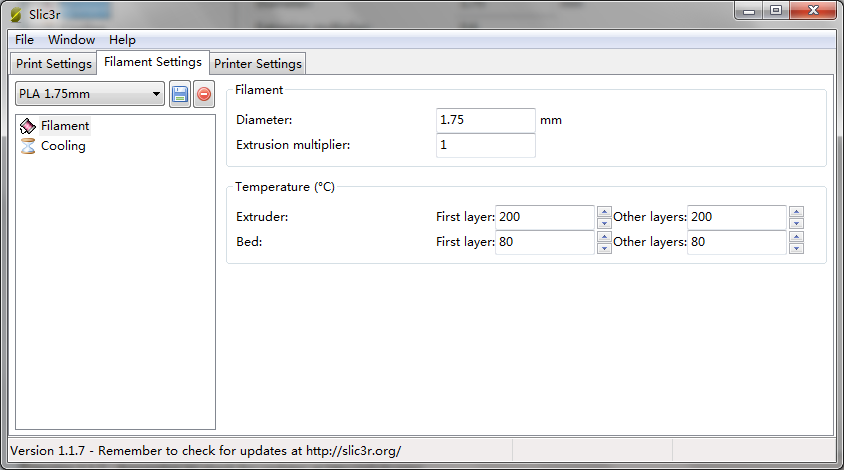 Slic3r
File Window Help
Print Settings Filament Settings Printer Settings
PLA 1.75mm
Filament
Cooling
Filament
Diameter: 1.75 mm
Extrusion multiplier: 1
Temperature (°C)
Extruder: First layer: 200 Other layers: 200
Bed: First layer: 80 Other layers: 80
Version 1.1.7 - Remember to check for updates at http://slic3r.org/